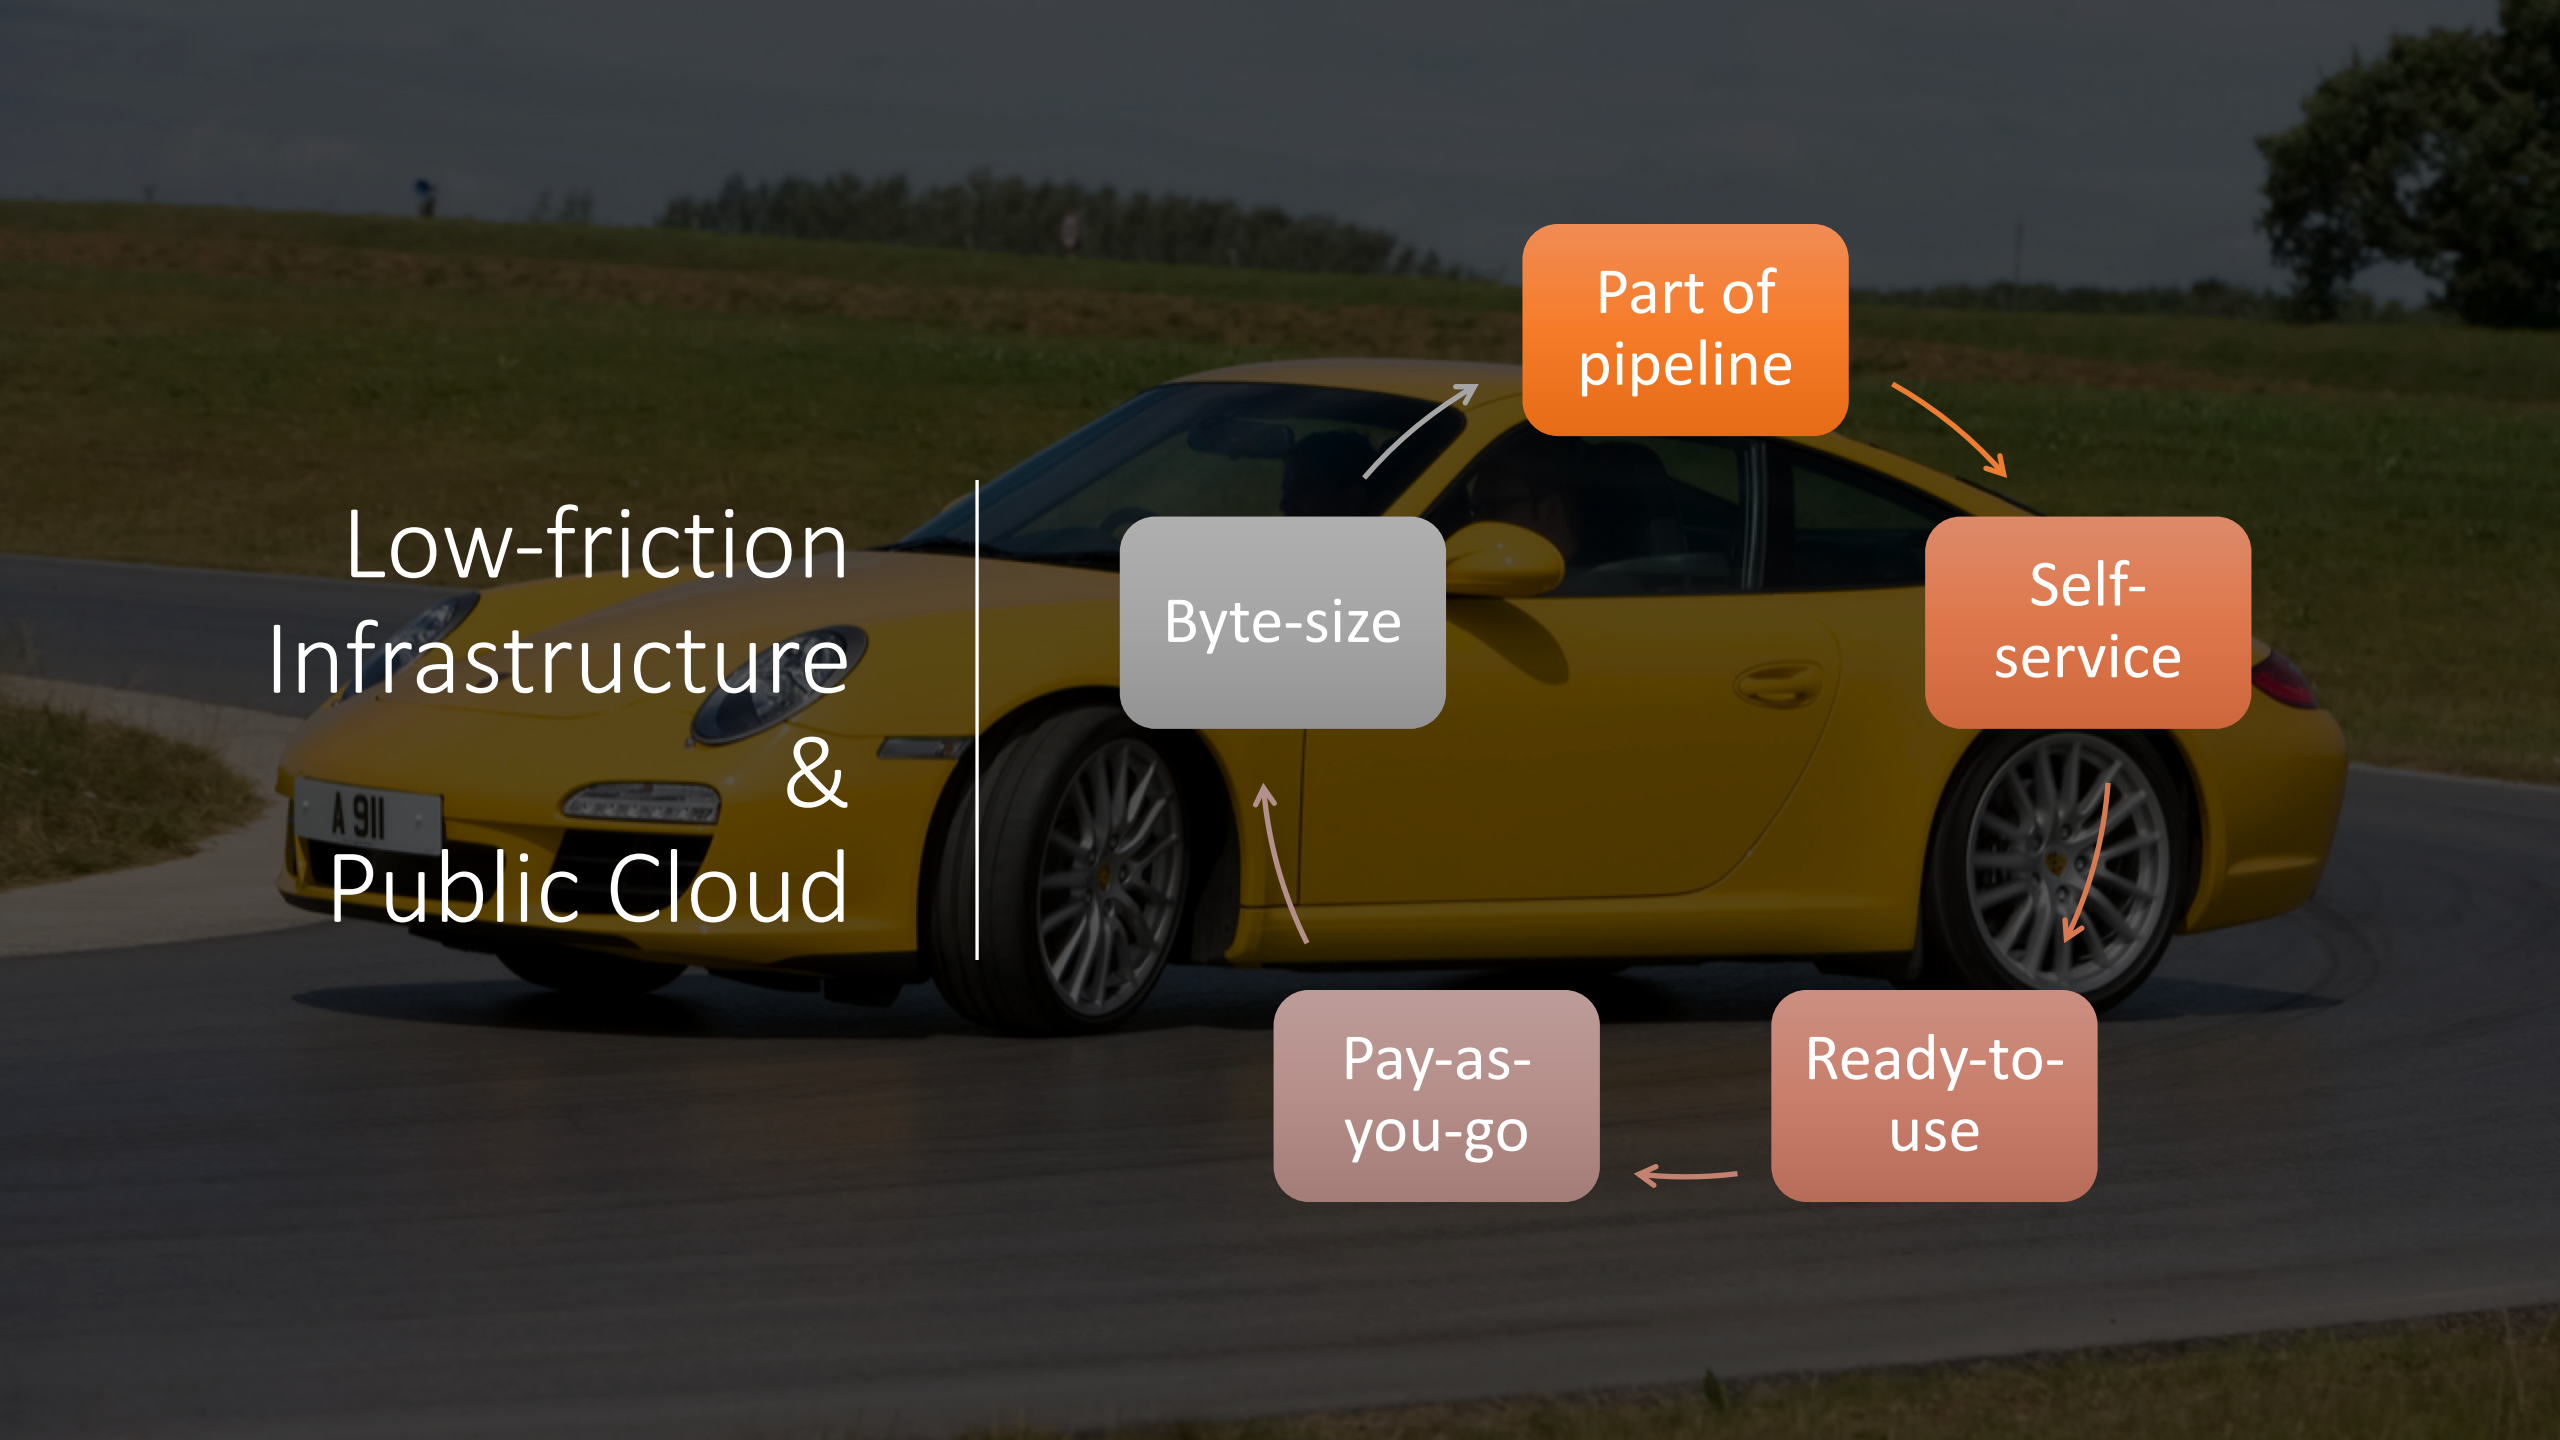 Low-friction
Infrastructure
&
Public Cloud
Part of
pipeline
Self-
service
Ready-to-
use
Pay-as-
you-go
Byte-size
A 911